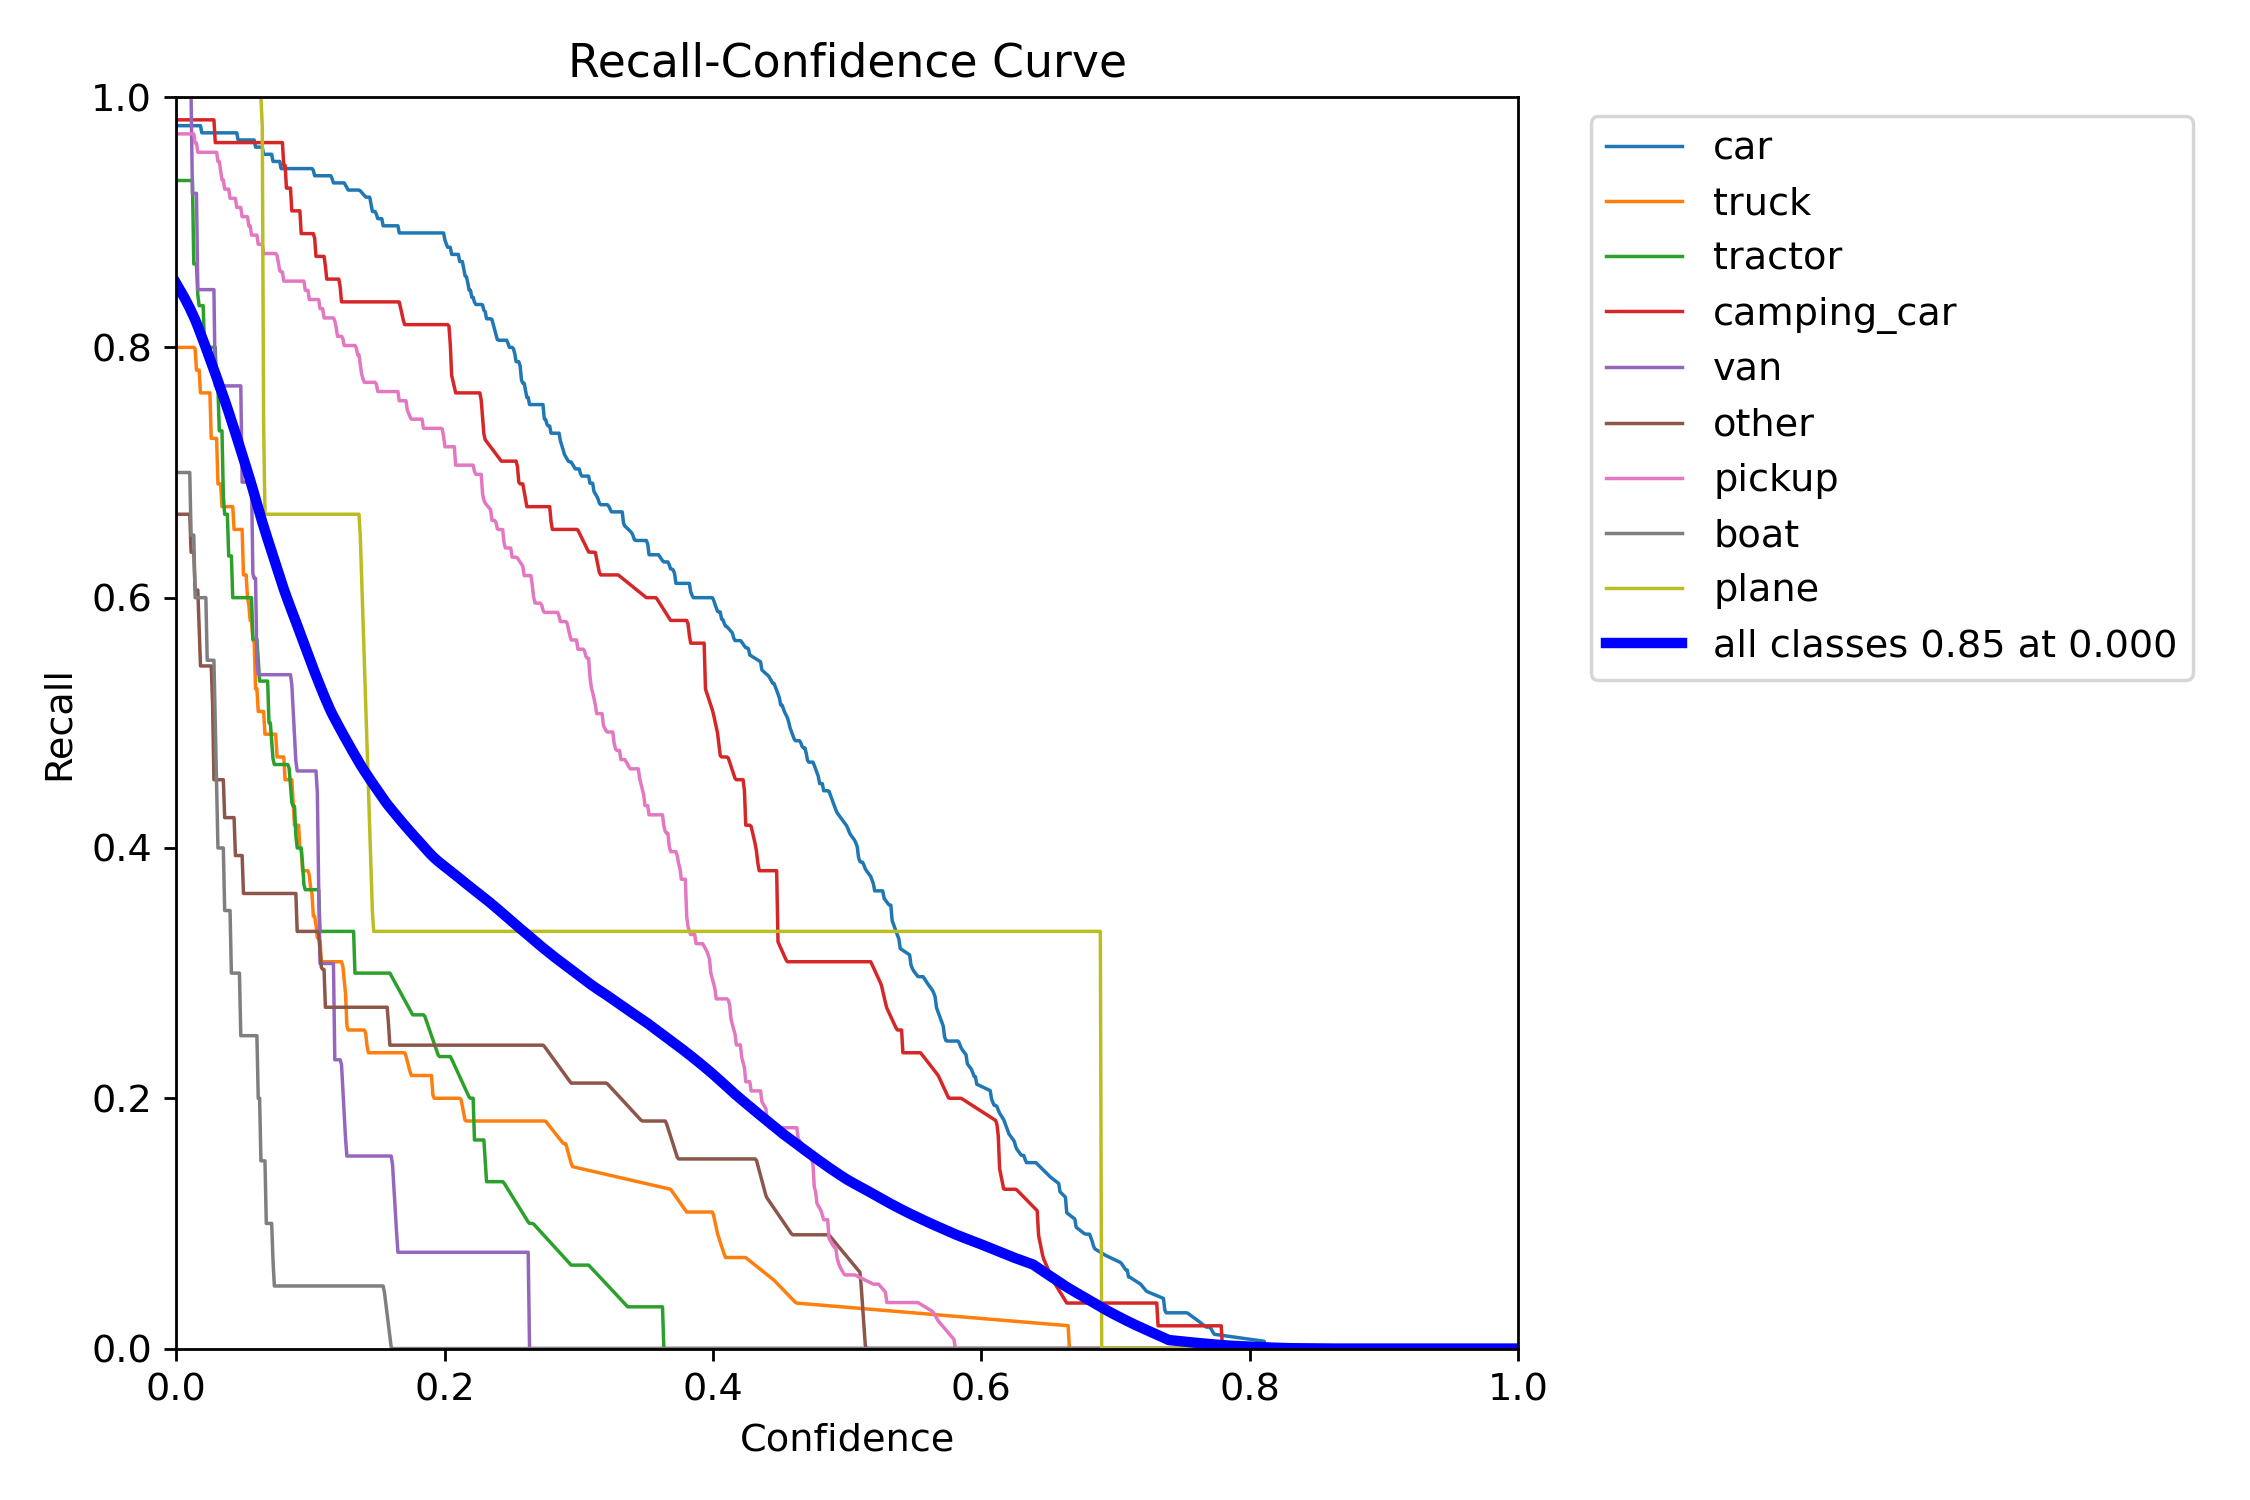 Recall-Confidence Curve
1.0
0.8
0.6
0.4
0.2
0.0
Recall
0.0 0.2 0.4 0.6 0.8 1.0
Confidence
car
truck
tractor
camping_car
van
other
pickup
boat
plane
all classes 0.85 at 0.000